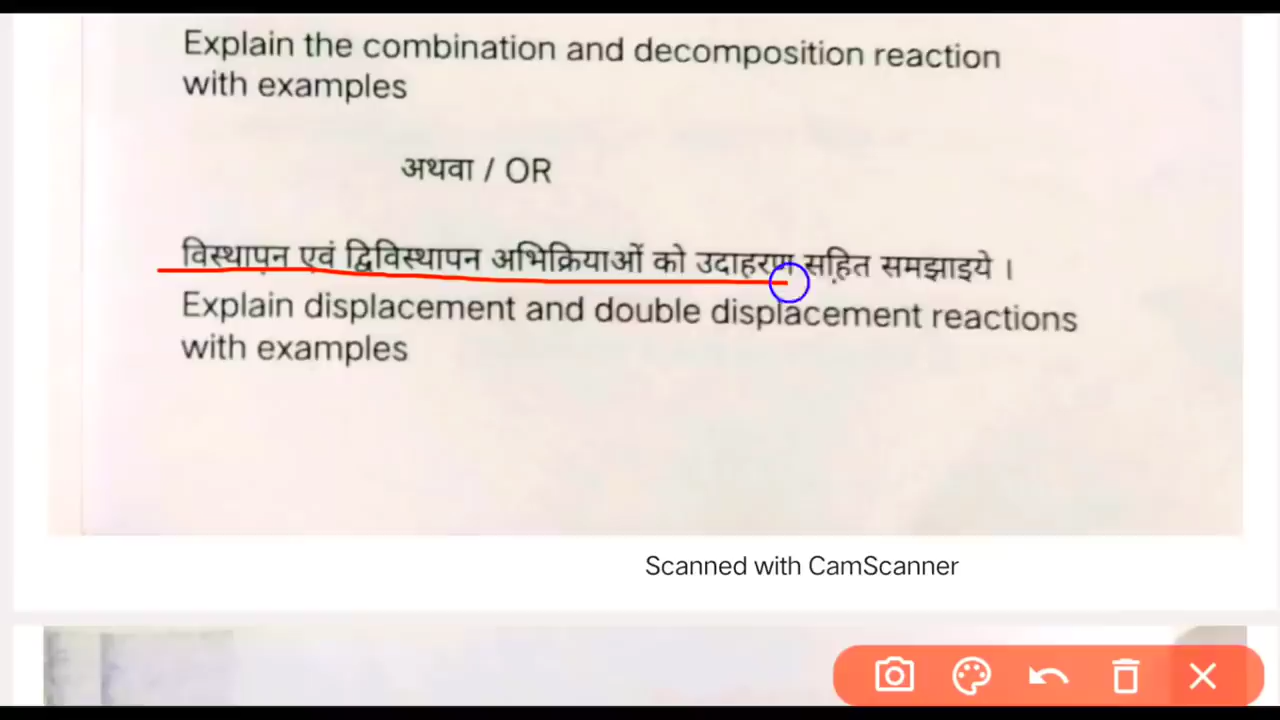 Explain the combination and decomposition reaction
with examples
अथवा / OR
विस्थापन एवं द्विविस्थापन अभिक्रियाओं को उदाहरण सहित समझाइये ।
Explain displacement and double displacement reactions
with examples
Scanned with CamScanner